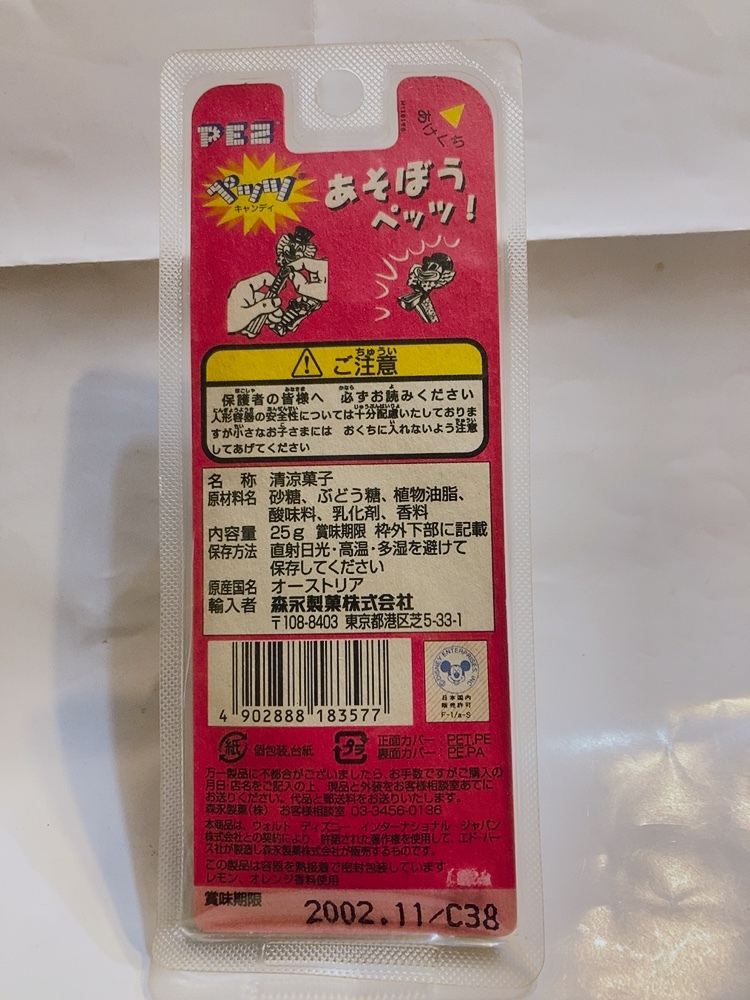 PEZ
あけくち
ペッツ
キャンディ
あそぼう
ペッツ!
ご注意
保護者の皆様へ 必ずお読みください
人形容器の安全性については十分配慮いたしておりま
すが小さなお子さまには おくちに入れないよう注意
してあげてください
名 称 清涼菓子
原材料名 砂糖、ぶどう糖、植物油脂、
酸味料、乳化剤、香料
内容量 25g 賞味期限 枠外下部に記載
保存方法 直射日光・高温・多湿を避けて
保存してください
原産国名 オーストリア
輸入者 森永製菓株式会社
〒108-8403 東京都港区芝5-33-1
4 902888 183577
©DISNEY ENTERPRISES, INC.
日本国内
販売許可
F-1/a-S
紙 個包装,台紙
プラ 正面カバー:PET,PE
裏面カバー:PE,PA
万一製品に不都合がございましたら、お手数ですがご購入の
月日・店名をご記入の上 現品と外装をお客様相談室あてに
お送りください。代品と郵送料をお送りいたします。
森永製菓(株) お客様相談室 03-3456-0136
本商品は、ウォルト ディズニー・インターナショナル・ジャパン
株式会社との契約により、許諾された著作権を使用して、エド・ハー
ス社が製造し森永製菓株式会社が販売するものです。
この製品は容器を熱接着で密封包装しています
レモン、オレンジ香料使用
賞味期限
2002.11/C38